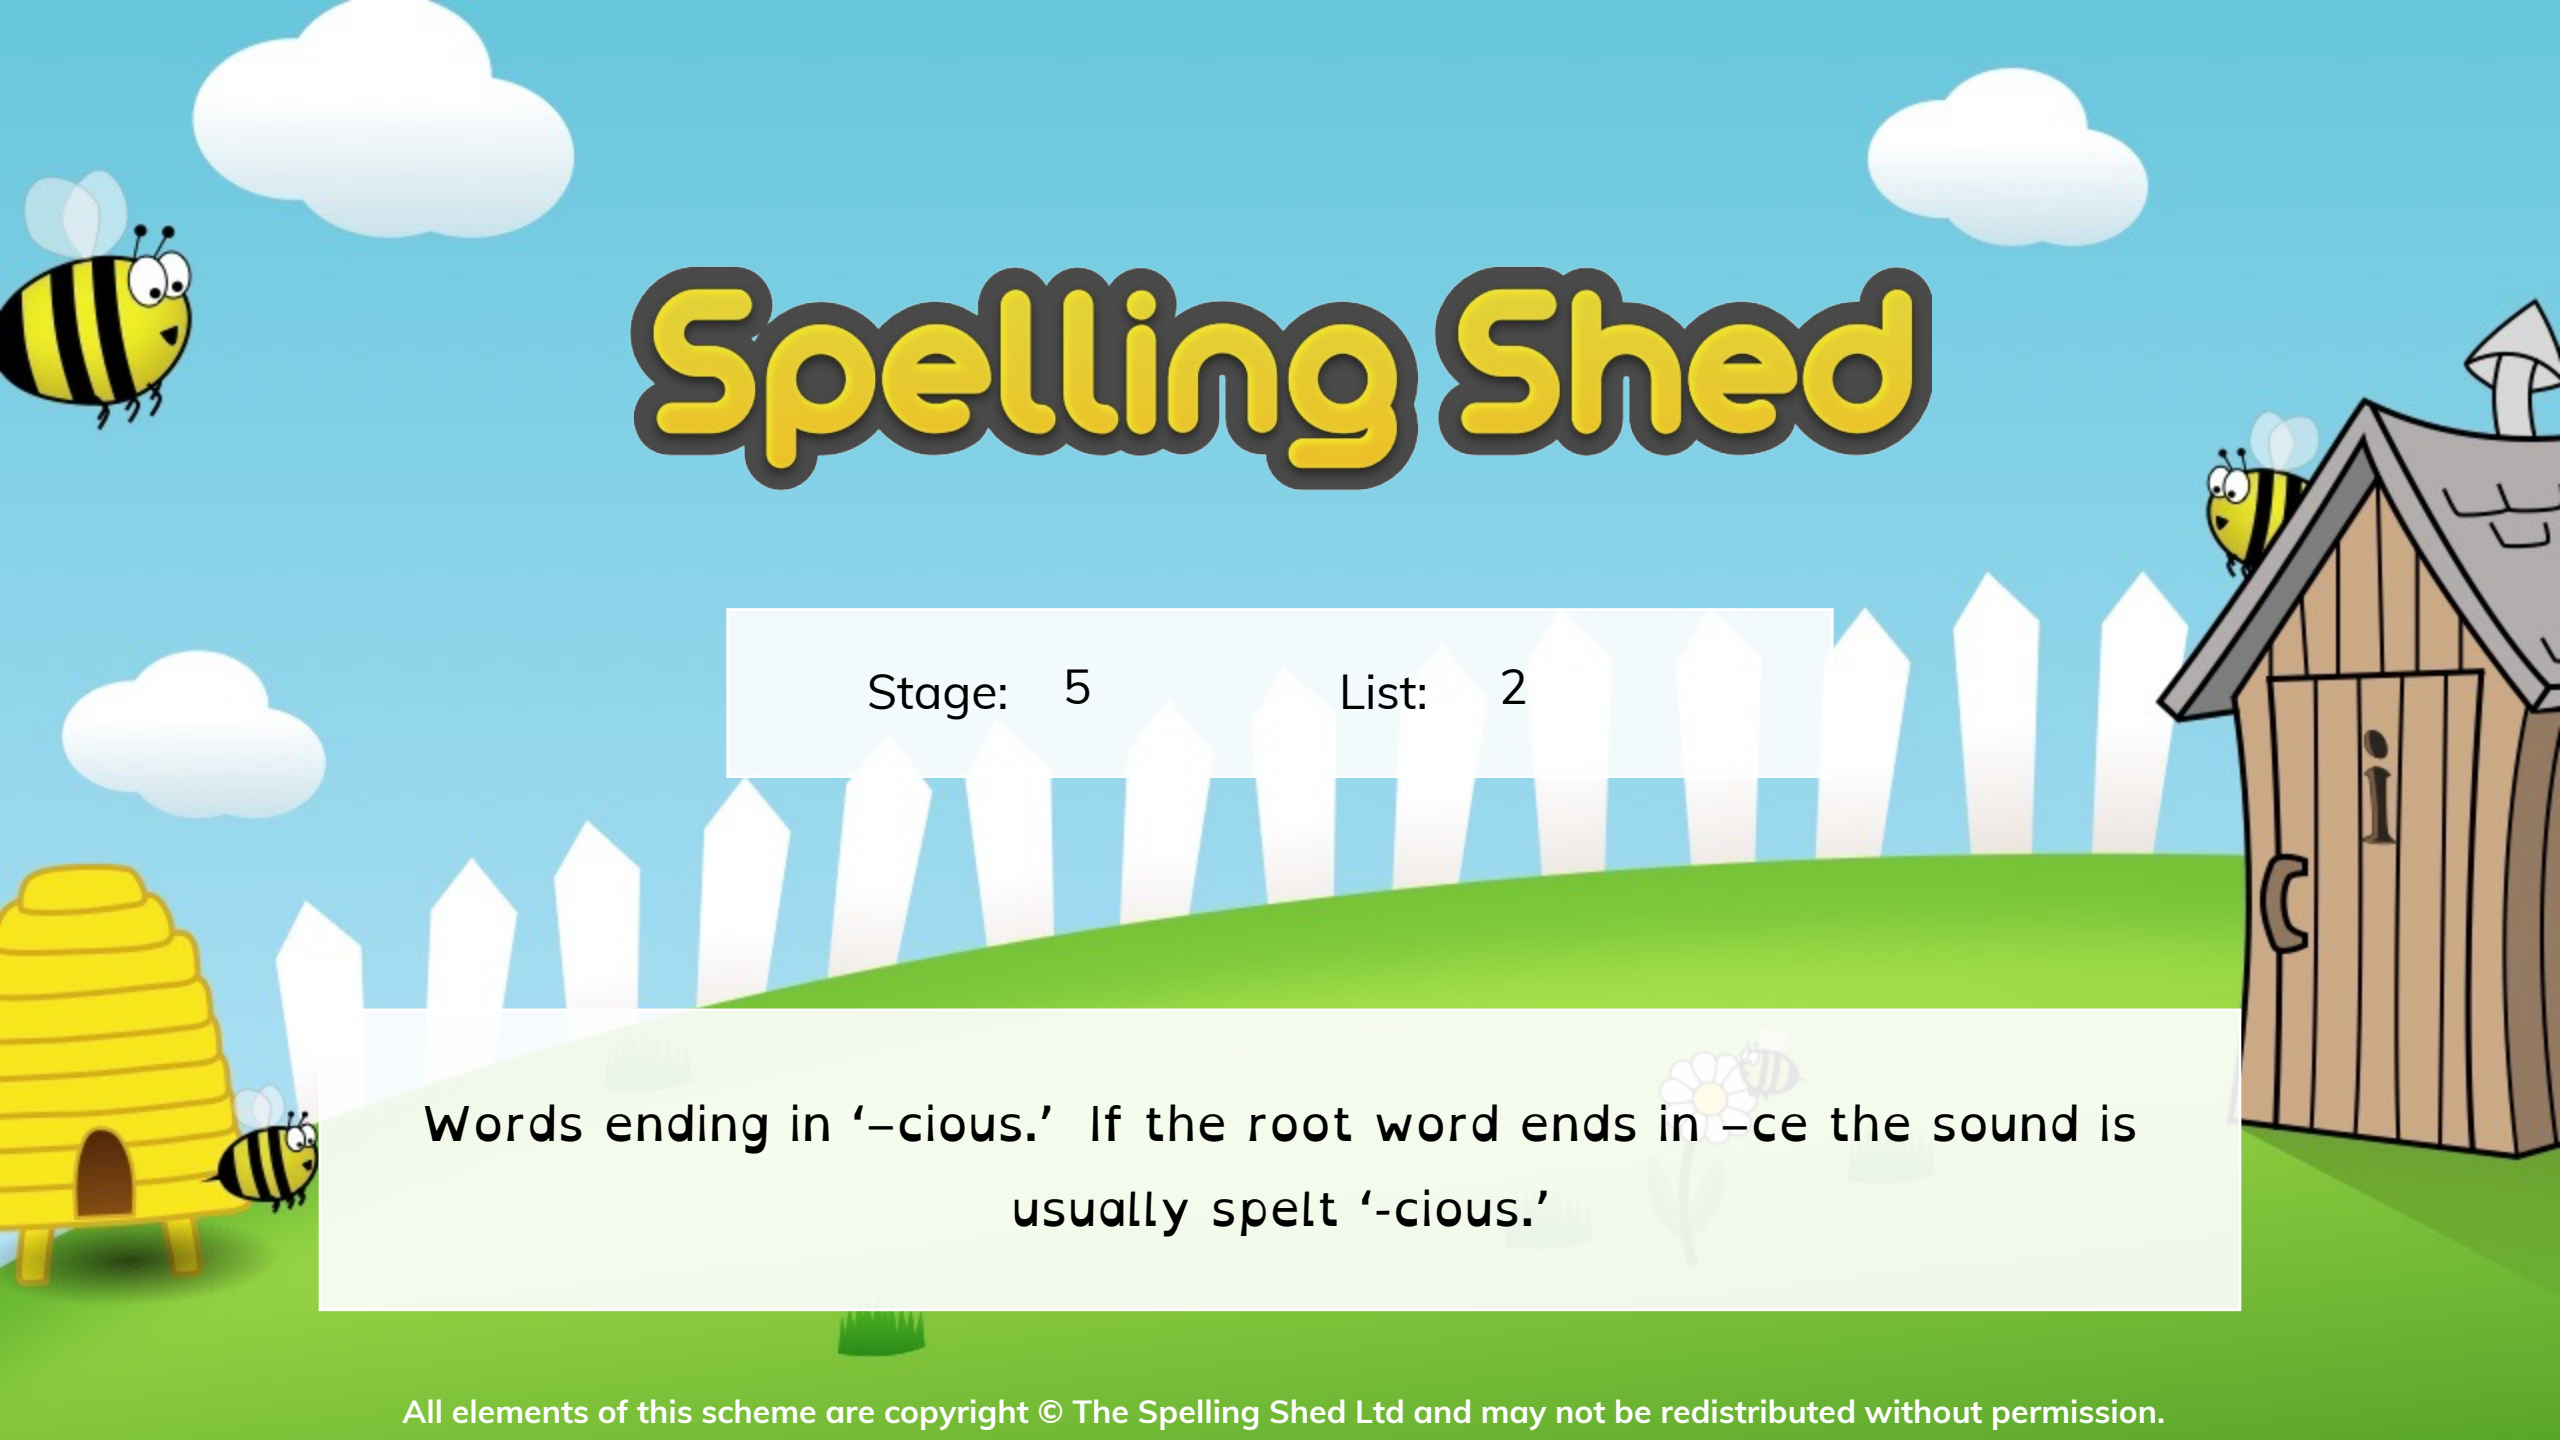 Spelling Shed
Stage: 5 List: 2
i
Words ending in ‘–cious.’ If the root word ends in –ce the sound is
usually spelt ‘-cious.’
All elements of this scheme are copyright © The Spelling Shed Ltd and may not be redistributed without permission.